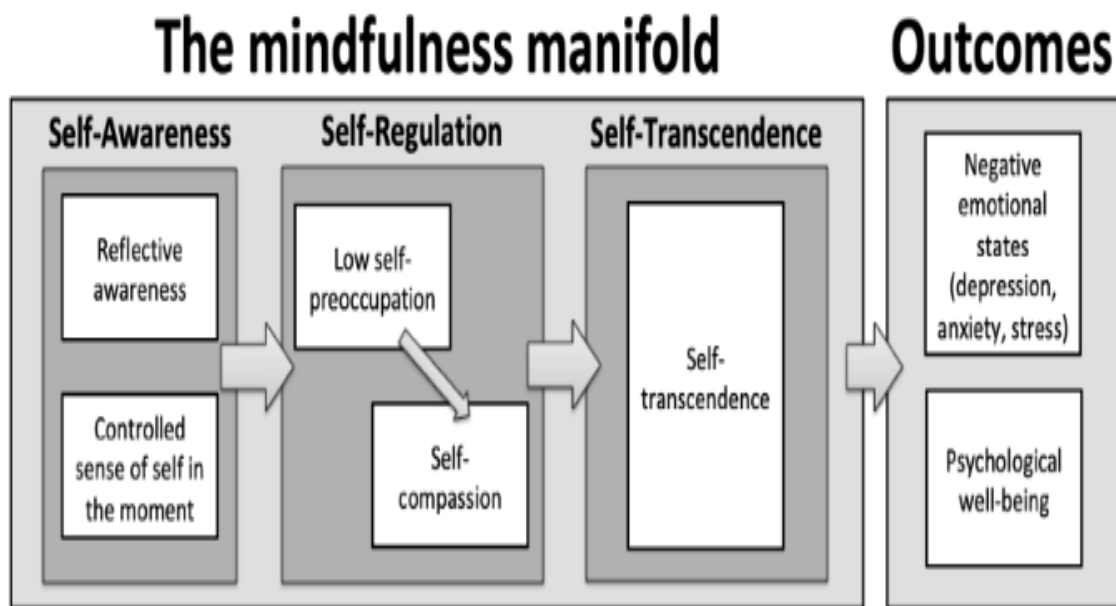 The mindfulness manifold
Outcomes
Self-Awareness
Self-Regulation
Self-Transcendence
Reflective
awareness
Controlled
sense of self in
the moment
Low self-
preoccupation
Self-
compassion
Self-
transcendence
Negative
emotional
states
(depression,
anxiety, stress)
Psychological
well-being